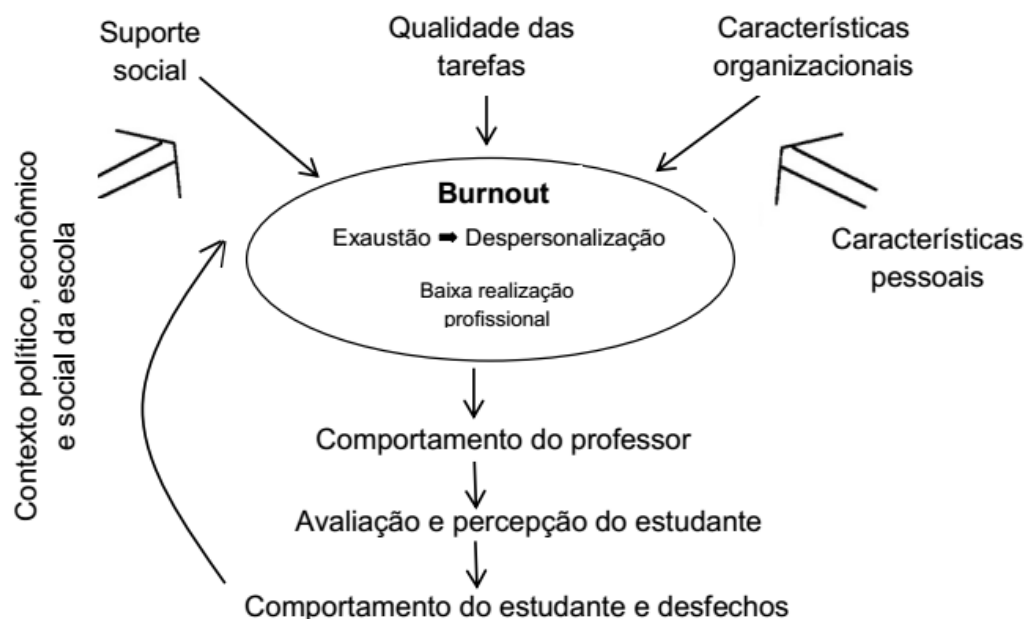 Suporte
social
Qualidade das
tarefas
Características
organizacionais
Contexto político, econômico
e social da escola
Burnout
Exaustão ➡ Despersonalização
Baixa realização
profissional
Características
pessoais
Comportamento do professor
Avaliação e percepção do estudante
Comportamento do estudante e desfechos